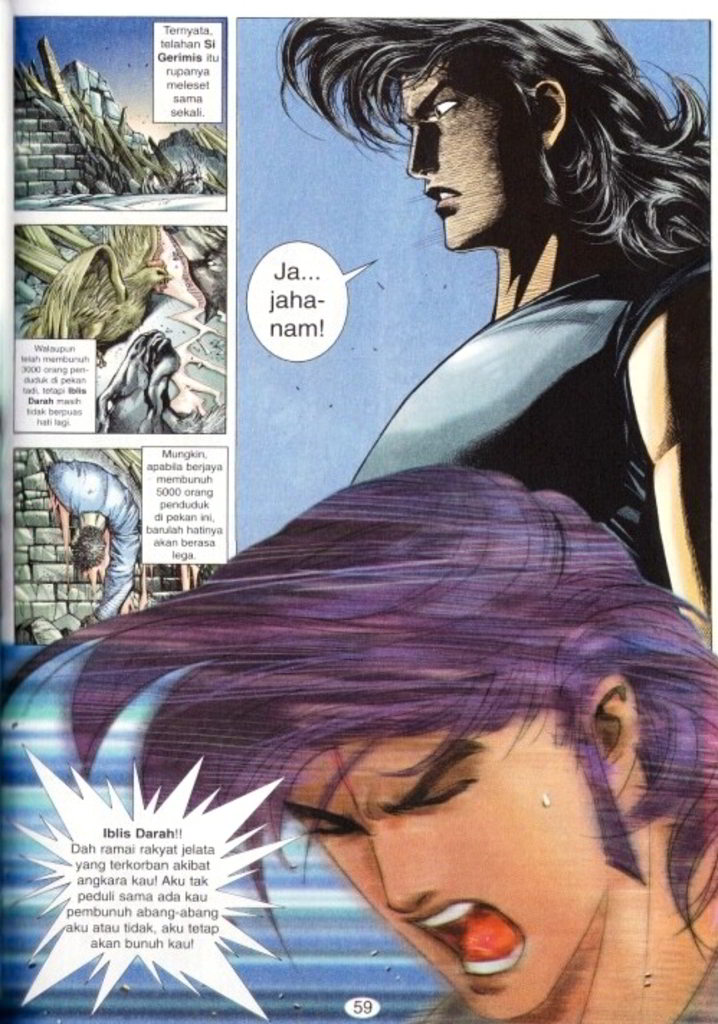 Ternyata,
telahan Si
Gerimis itu
rupanya
meleset
sama
sekali.
Walaupun
telah membunuh
3000 orang pen-
duduk di pekan
tadi, tetapi Iblis
Darah masih
tidak berpuas
hati lagi.
Mungkin,
apabila berjaya
membunuh
5000 orang
penduduk
di pekan ini,
barulah hatinya
akan berasa
lega.
Ja...
jaha-
nam!
Iblis Darah!!
Dah ramai rakyat jelata
yang terkorban akibat
angkara kau! Aku tak
peduli sama ada kau
pembunuh abang-abang
aku atau tidak, aku tetap
akan bunuh kau!
59